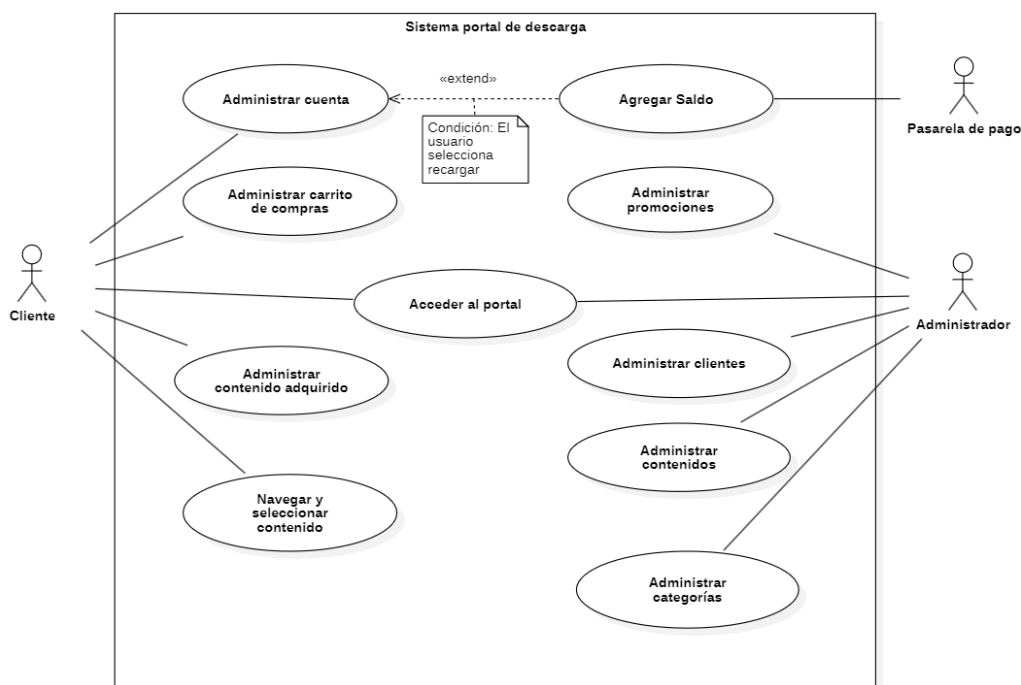 Sistema portal de descarga
«extend»
Administrar cuenta
Agregar Saldo
Condición: El
usuario
selecciona
recargar
Pasarela de pago
Administrar carrito
de compras
Administrar
promociones
Cliente
Acceder al portal
Administrador
Administrar
contenido adquirido
Administrar clientes
Administrar
contenidos
Navegar y
seleccionar
contenido
Administrar
categorías